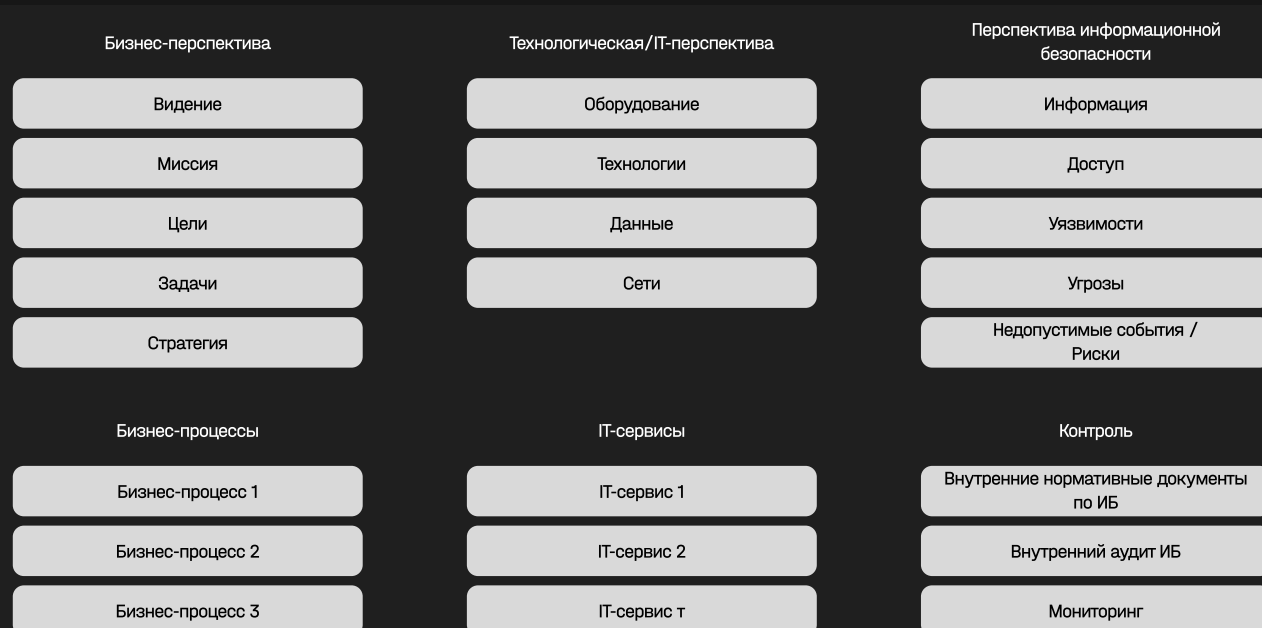 Бизнес-перспектива
Видение
Миссия
Цели
Задачи
Стратегия
Технологическая/IT-перспектива
Оборудование
Технологии
Данные
Сети
Перспектива информационной
безопасности
Информация
Доступ
Уязвимости
Угрозы
Недопустимые события /
Риски
Бизнес-процессы
Бизнес-процесс 1
Бизнес-процесс 2
Бизнес-процесс 3
IT-сервисы
IT-сервис 1
IT-сервис 2
IT-сервис т
Контроль
Внутренние нормативные документы
по ИБ
Внутренний аудит ИБ
Мониторинг